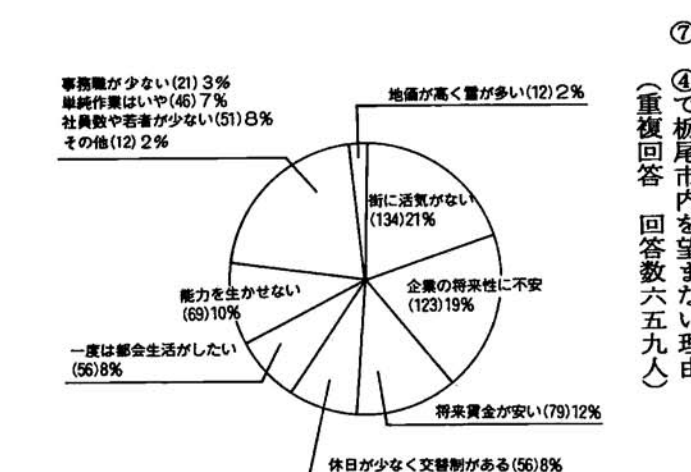 ⑦ ④で栃尾市内を望まない理由
(重複回答 回答数六五九人)
事務職が少ない(21)3%
単純作業はいや(46)7%
社員数や若者が少ない(51)8%
その他(12)2%
地価が高く雪が多い(12)2%
街に活気がない
(134)21%
企業の将来性に不安
(123)19%
能力を生かせない
(69)10%
一度は都会生活がしたい
(56)8%
将来賃金が安い(79)12%
休日が少なく交替制がある(56)8%